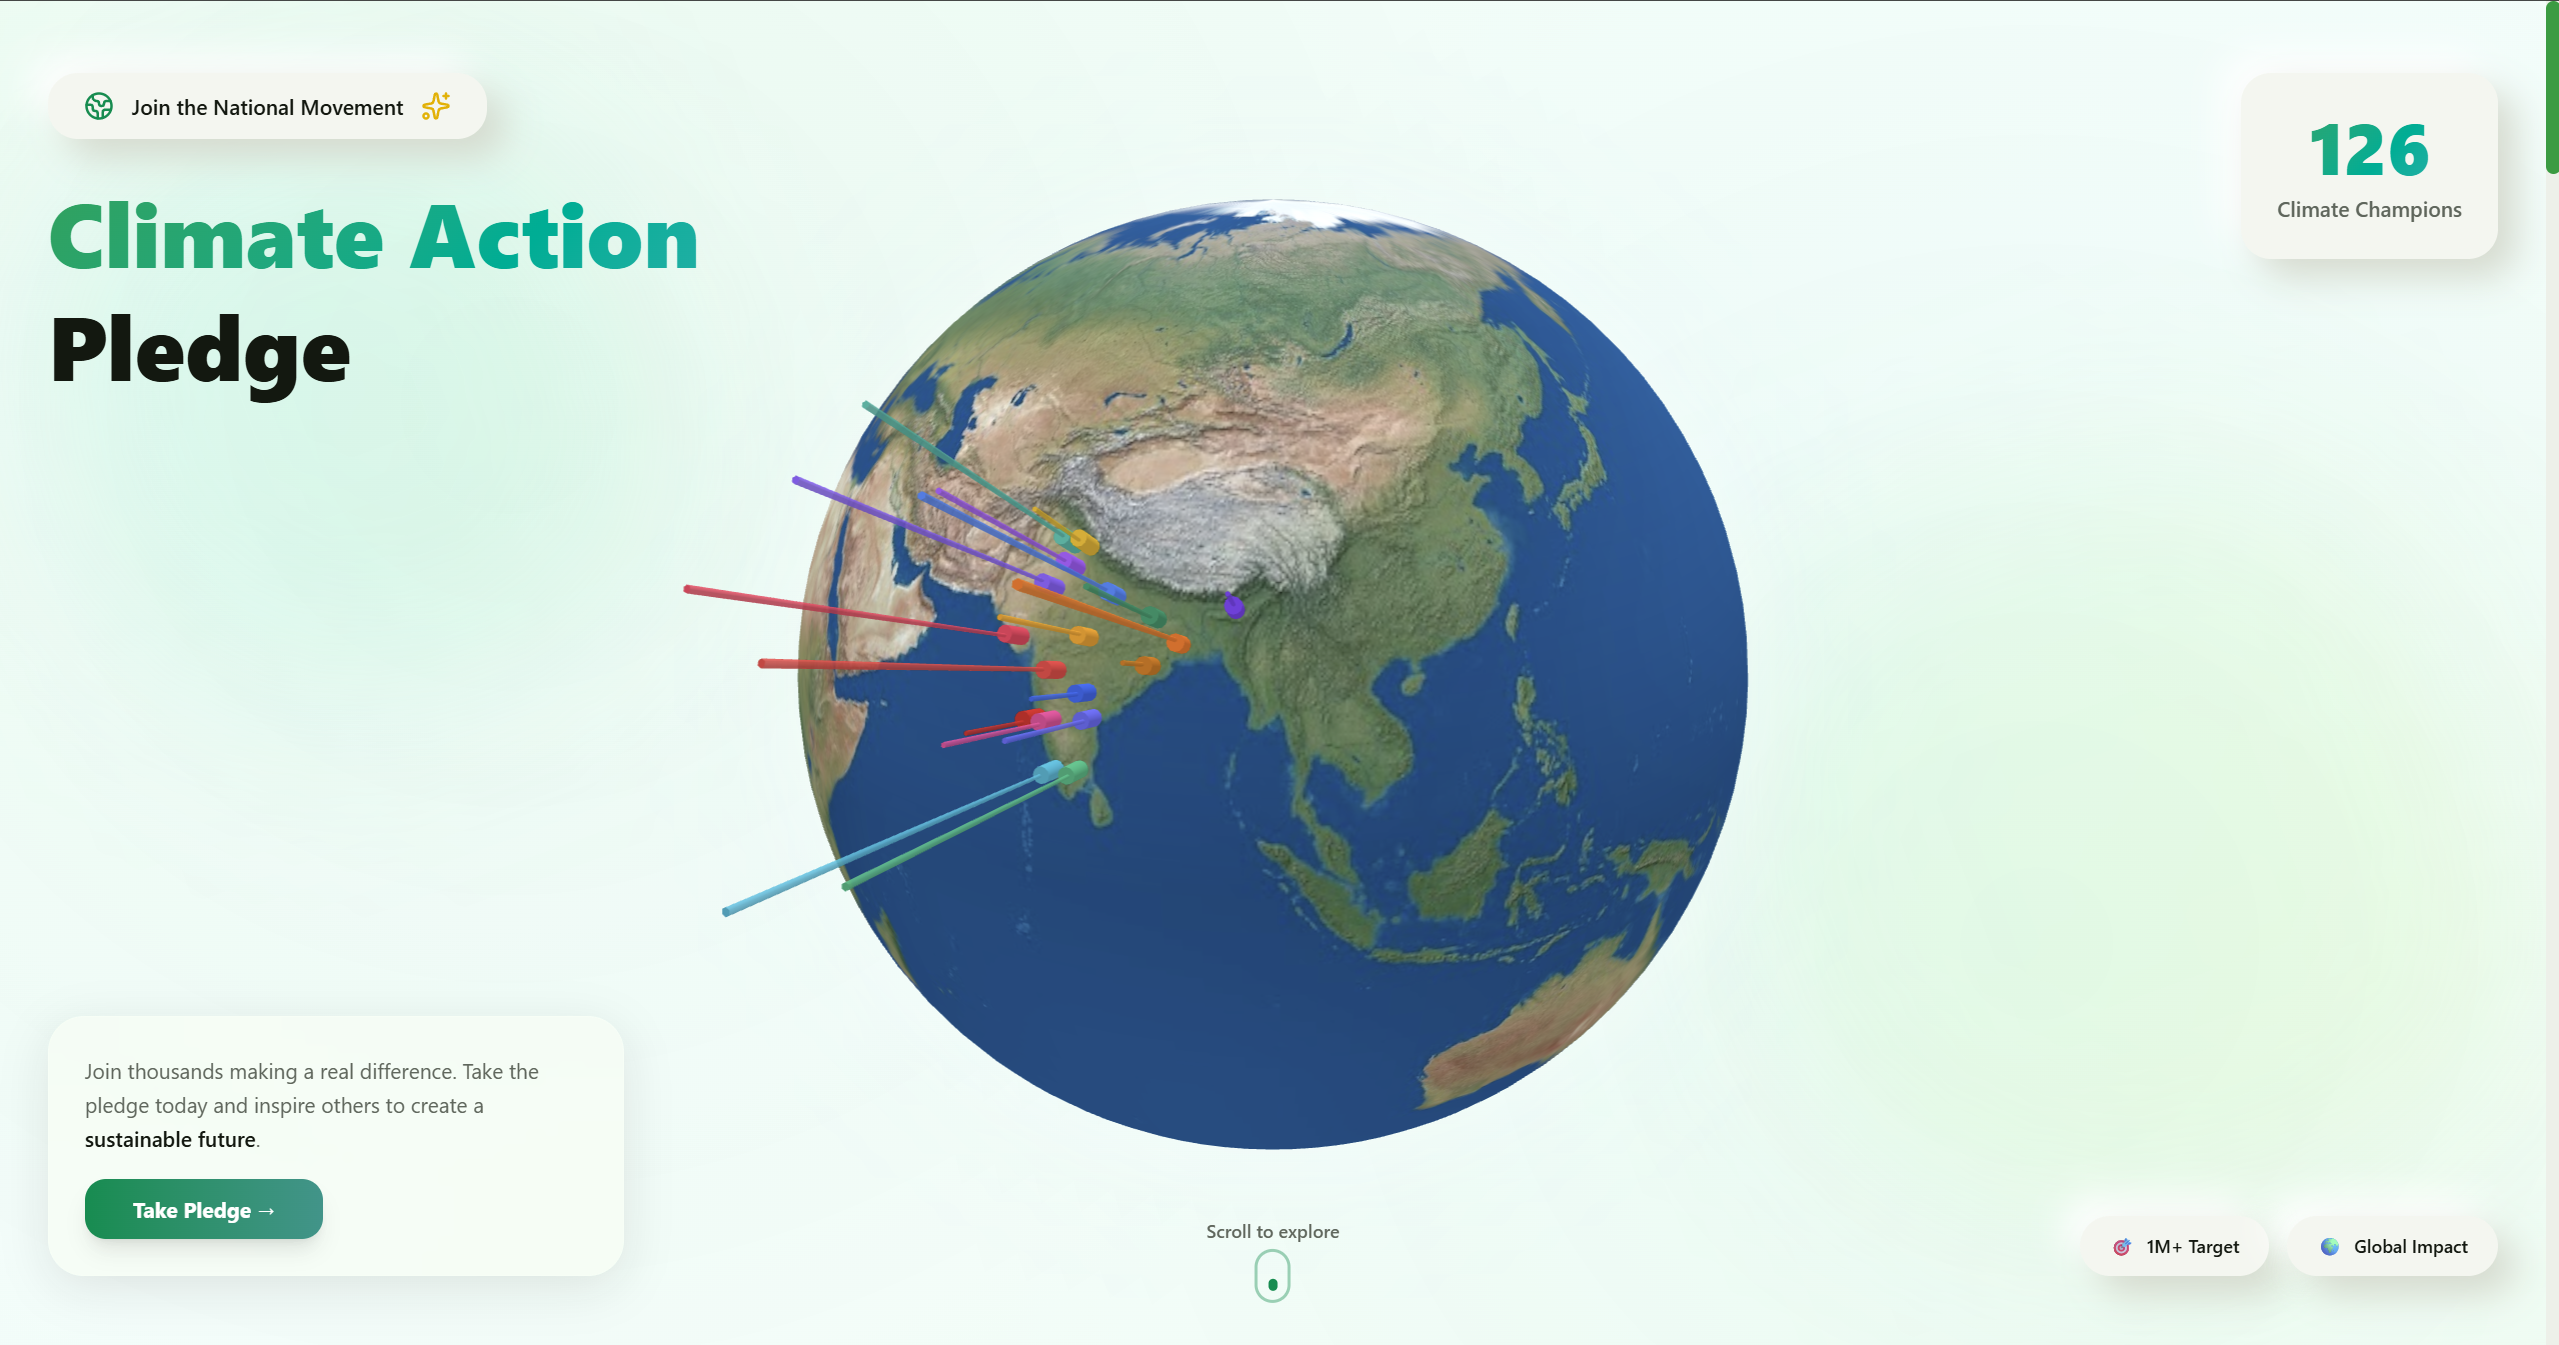 Join the National Movement
126
Climate Champions
Climate Action
Pledge
Join thousands making a real difference. Take the
pledge today and inspire others to create a
sustainable future.
Take Pledge →
Scroll to explore
1M+ Target
Global Impact